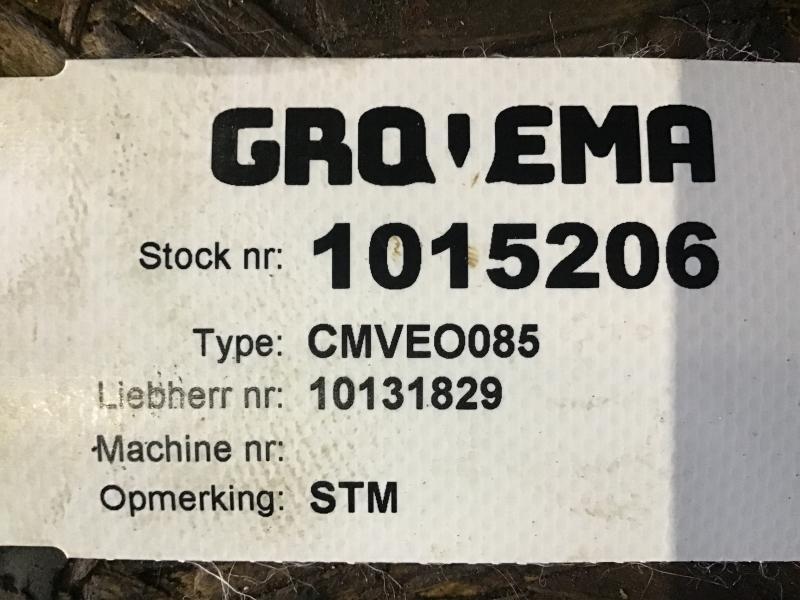 GROVEMA
Stock nr: 1015206
Type: CMVEO085
Liebherr nr: 10131829
Machine nr:
Opmerking: STM